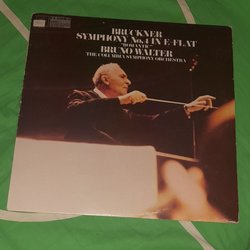 BRUCKNER
SYMPHONY No. 4 IN E-FLAT
"ROMANTIC"
BRUNO WALTER
THE COLUMBIA SYMPHONY ORCHESTRA